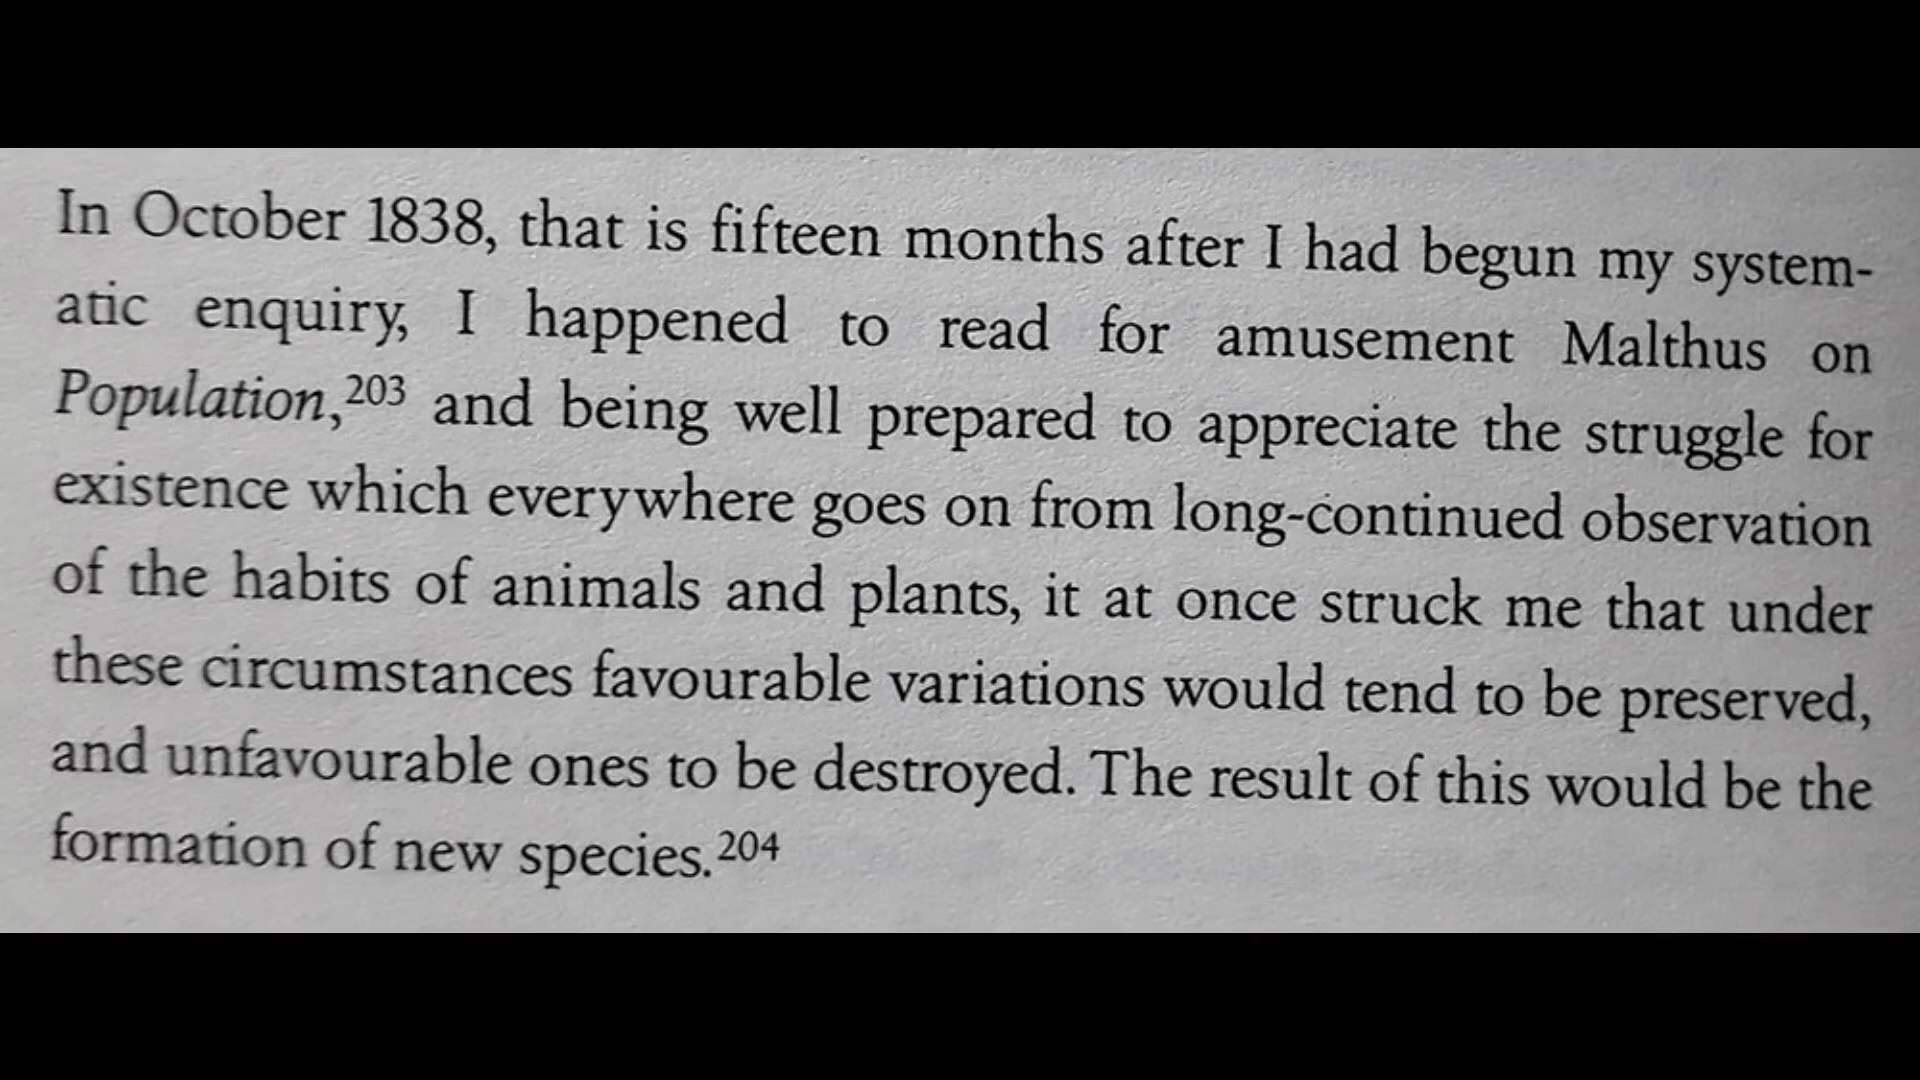 In October 1838, that is fifteen months after I had begun my system-
atic enquiry, I happened to read for amusement Malthus on
Population,203 and being well prepared to appreciate the struggle for
existence which everywhere goes on from long-continued observation
of the habits of animals and plants, it at once struck me that under
these circumstances favourable variations would tend to be preserved,
and unfavourable ones to be destroyed. The result of this would be the
formation of new species.204